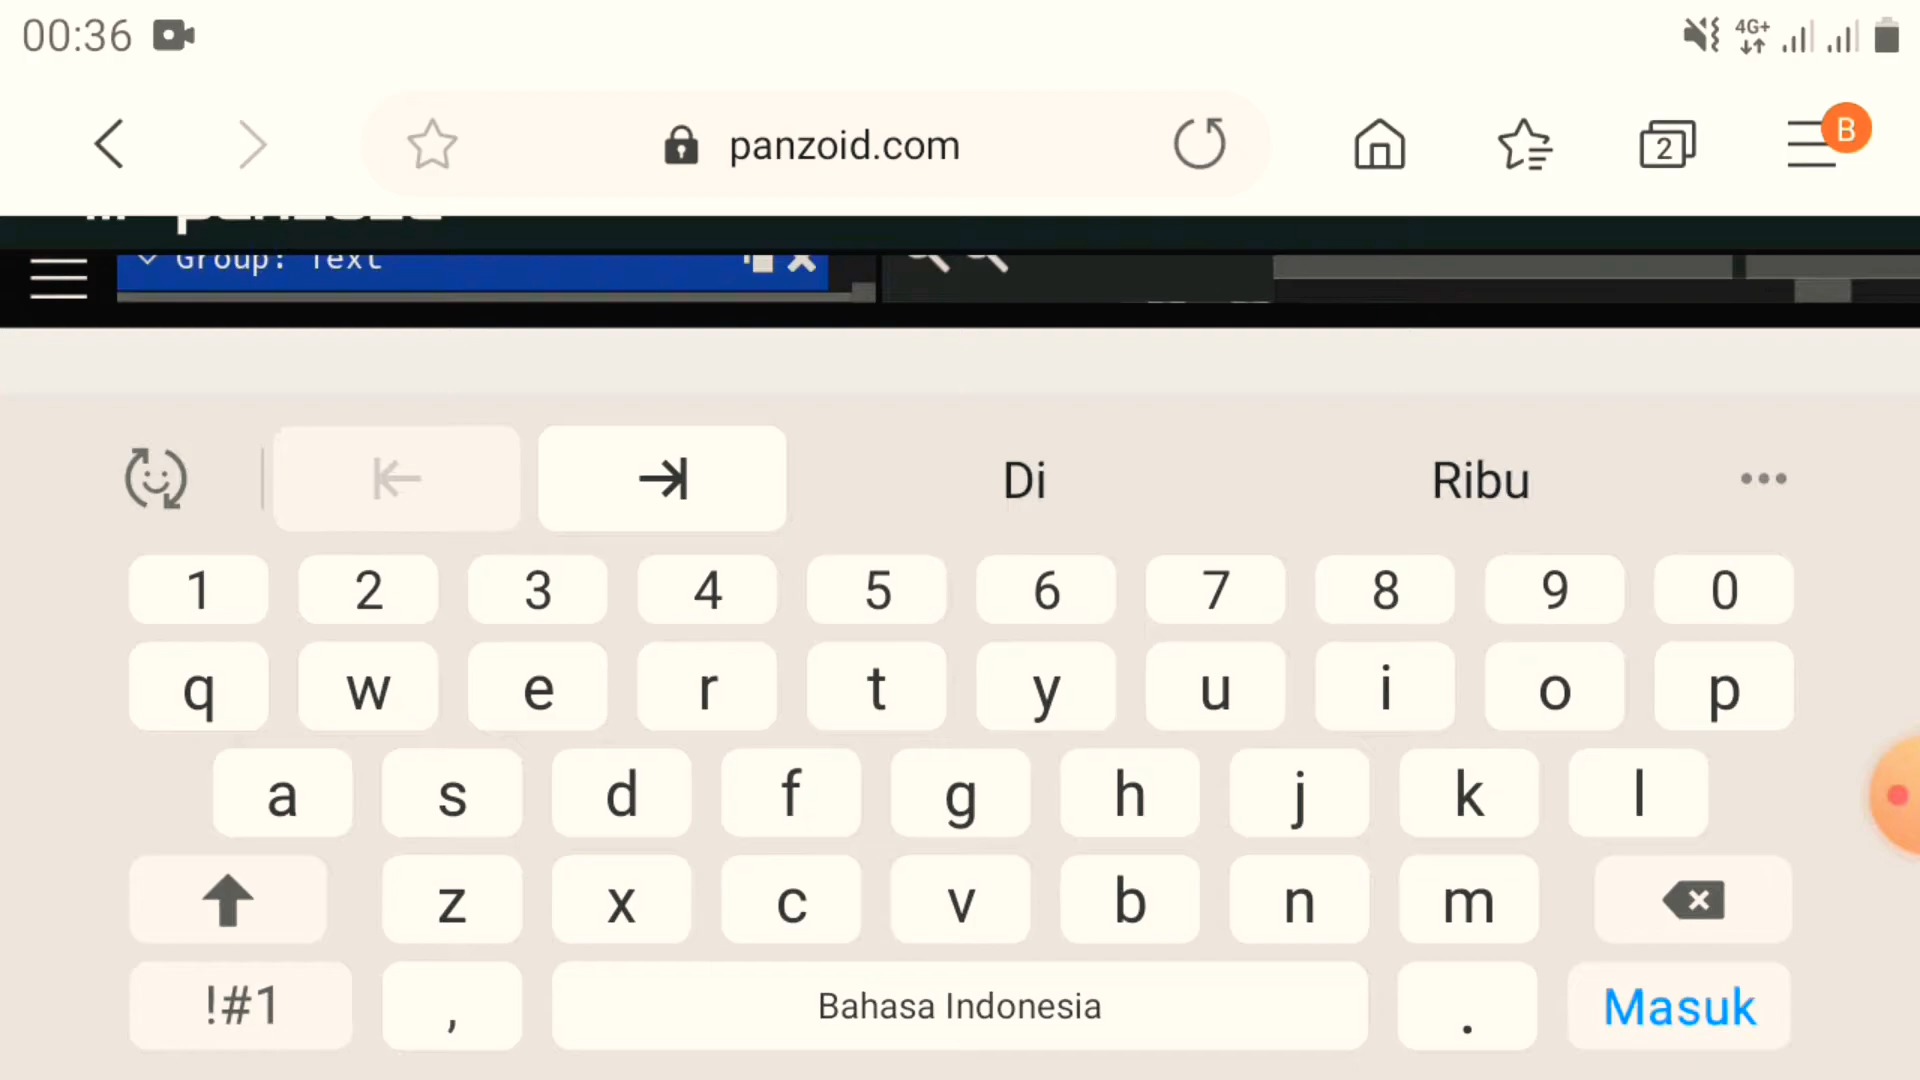 00:36
4G+
panzoid.com
2
B
Group: Text
Di Ribu
1 2 3 4 5 6 7 8 9 0
q w e r t y u i o p
a s d f g h j k l
z x c v b n m
!#1 , Bahasa Indonesia . Masuk